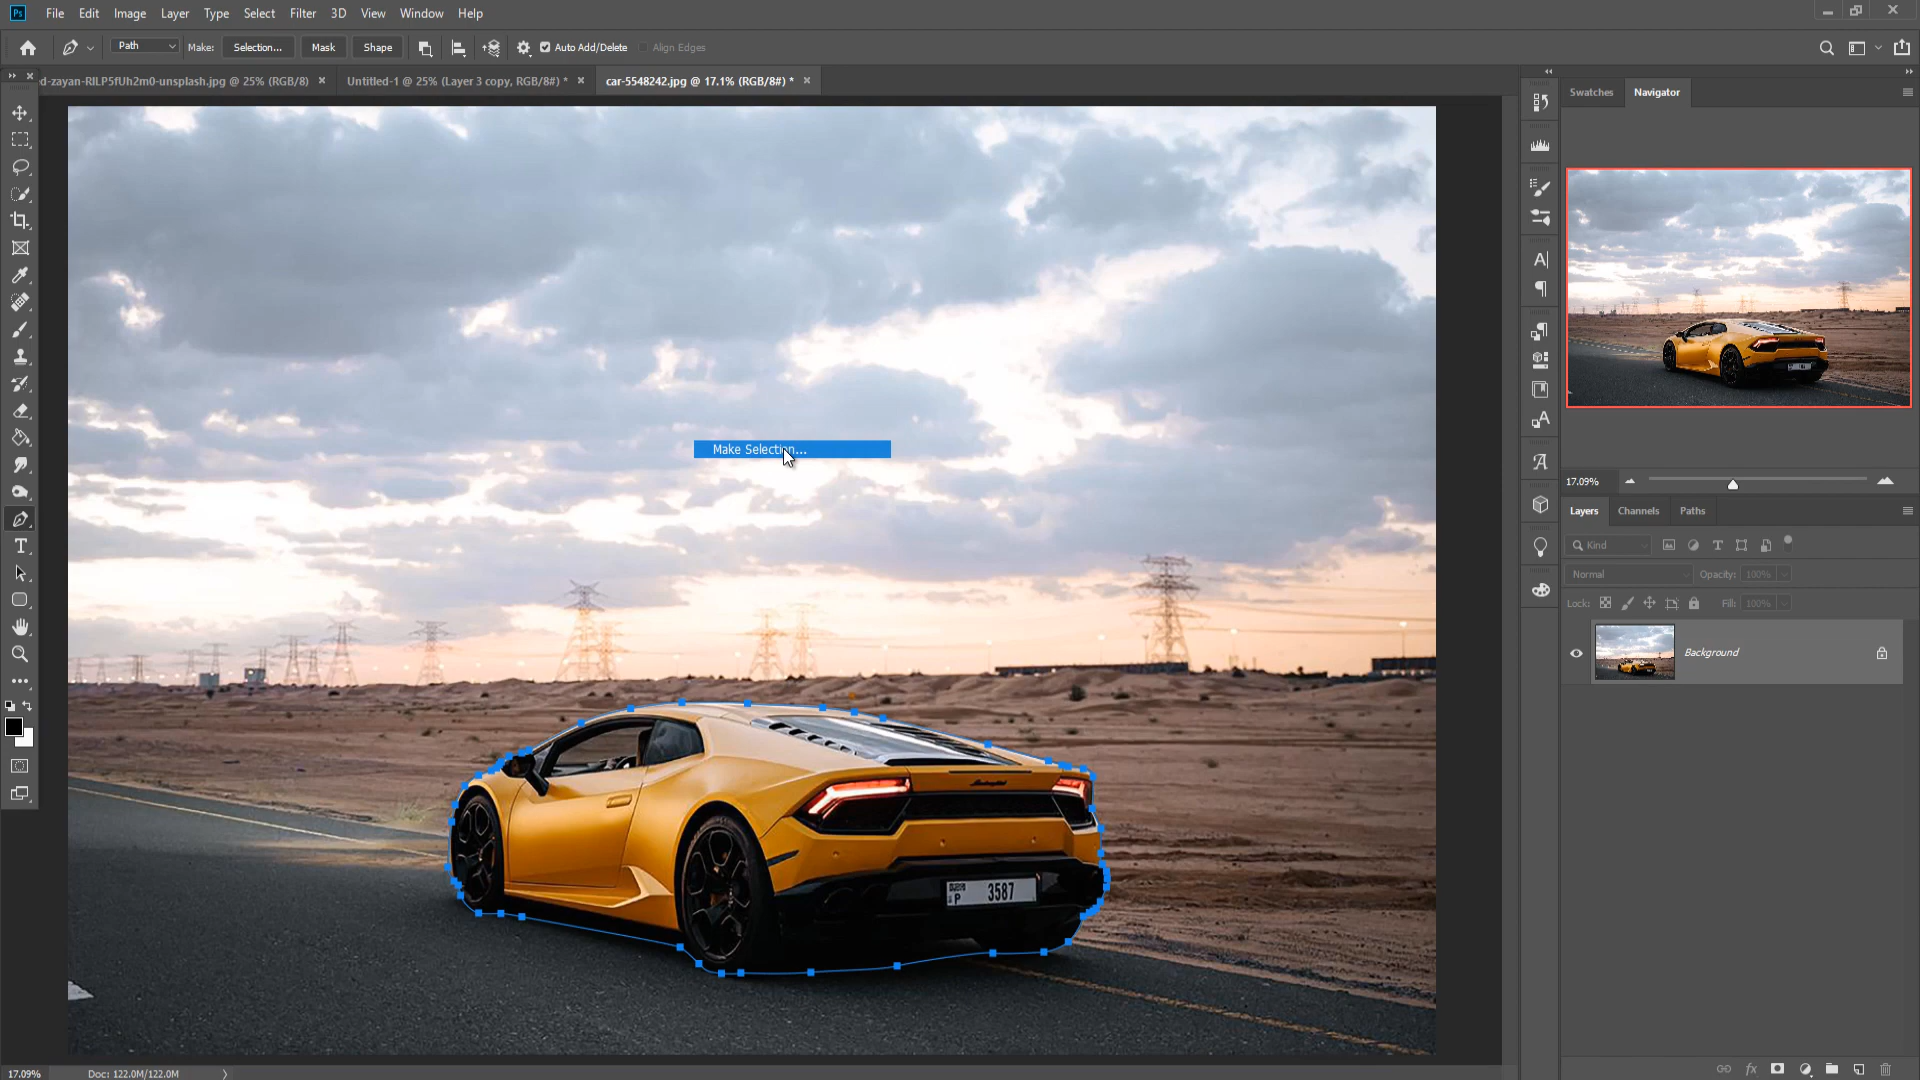 Ps File Edit Image Layer Type Select Filter 3D View Window Help
Path Make: Selection... Mask Shape Auto Add/Delete Align Edges
d-zayan-RILP5fUh2m0-unsplash.jpg @ 25% (RGB/8) Untitled-1 @ 25% (Layer 3 copy, RGB/8#) * car-5548242.jpg @ 17.1% (RGB/8#) *
Swatches Navigator
Make Selection...
17.09%
Layers Channels Paths
Kind
Normal Opacity: 100%
Lock: Fill: 100%
Background
P 3587
17.09% Doc: 122.0M/122.0M